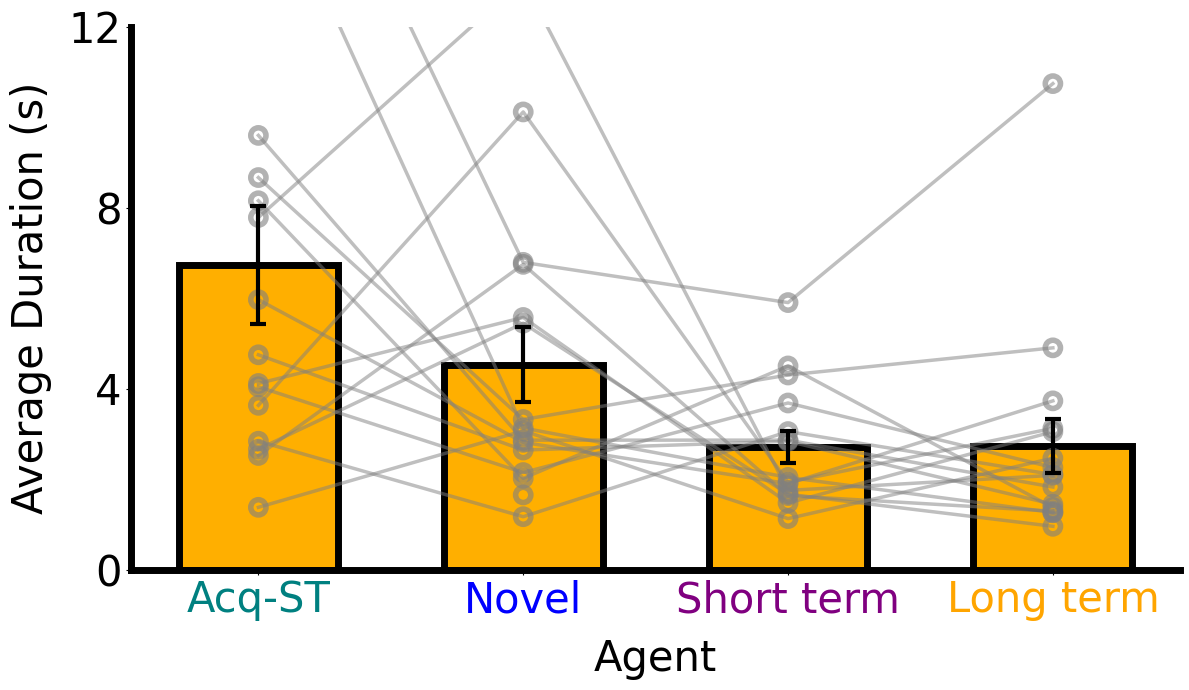 Average Duration (s)
12
8
4
0
Acq-ST
Novel
Short term
Long term
Agent